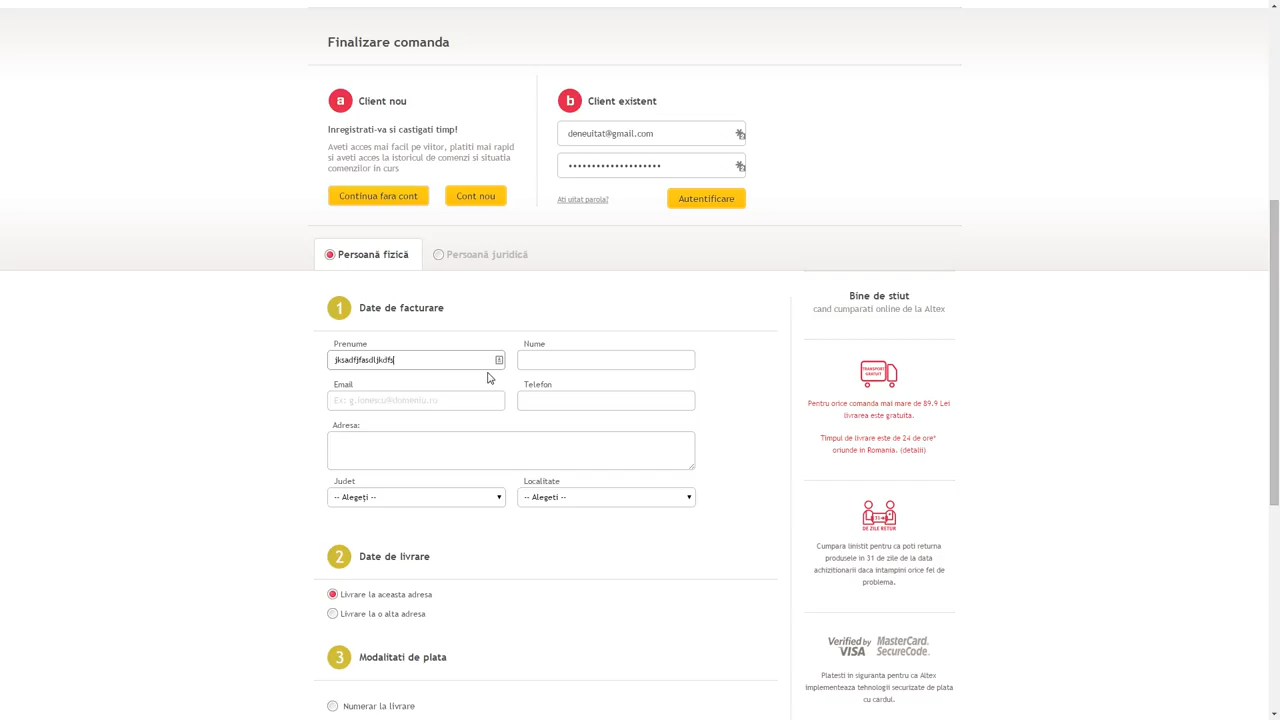 Finalizare comanda
a Client nou
Inregistrati-va si castigati timp!
Aveti acces mai facil pe viitor, platiti mai rapid
si aveti acces la istoricul de comenzi si situatia
comenzilor in curs
Continua fara cont
Cont nou
b Client existent
deneuitat@gmail.com
••••••••••••••••••••
Ati uitat parola?
Autentificare
Persoană fizică
Persoană juridică
1 Date de facturare
Prenume
Nume
jksadfjfasdljkdfs
Email
Telefon
Ex: g.ionescu@domeniu.ro
Adresa:
Judet
Localitate
-- Alegeți --
-- Alegeti --
2 Date de livrare
Livrare la aceasta adresa
Livrare la o alta adresa
3 Modalitati de plata
Numerar la livrare
Bine de stiut
cand cumparati online de la Altex
TRANSPORT
GRATUIT
Pentru orice comanda mai mare de 89.9 Lei
livrarea este gratuita.
Timpul de livrare este de 24 de ore*
oriunde in Romania. (detalii)
31
DE ZILE RETUR
Cumpara linistit pentru ca poti returna
produsele in 31 de zile de la data
achizitionarii daca intampini orice fel de
problema.
Verified by
VISA
MasterCard.
SecureCode.
Platesti in siguranta pentru ca Altex
implementeaza tehnologii securizate de plata
cu cardul.